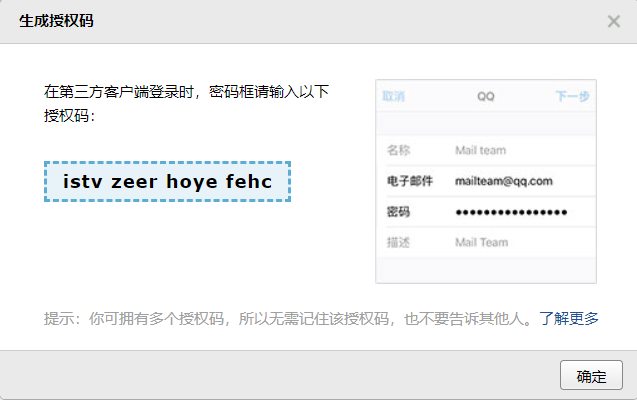 生成授权码
在第三方客户端登录时，密码框请输入以下
授权码：
istv zeer hoye fehc
取消 QQ 下一步
名称 Mail team
电子邮件 mailteam@qq.com
密码 ●●●●●●●●●●●●●●●●
描述 Mail Team
提示：你可拥有多个授权码，所以无需记住该授权码，也不要告诉其他人。了解更多
确定